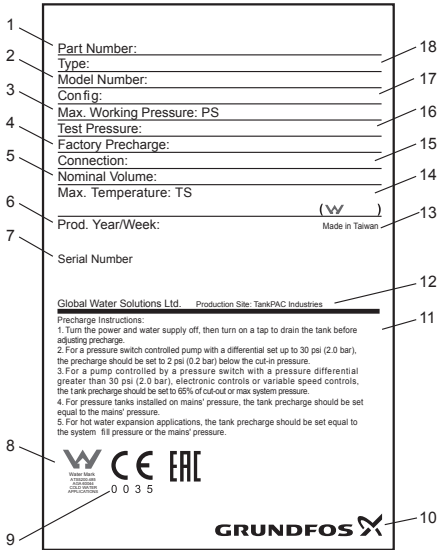 1
Part Number:
18
Type:
2
Model Number:
17
Config:
3
Max. Working Pressure: PS
16
Test Pressure:
4
Factory Precharge:
15
Connection:
5
Nominal Volume:
14
Max. Temperature: TS
6
( W )
13
Prod. Year/Week:
Made in Taiwan
7
Serial Number
12
Global Water Solutions Ltd. Production Site: TankPAC Industries
11
Precharge Instructions:
1. Turn the power and water supply off, then turn on a tap to drain the tank before
adjusting precharge.
2. For a pressure switch controlled pump with a differential set up to 30 psi (2.0 bar),
the precharge should be set to 2 psi (0.2 bar) below the cut-in pressure.
3. For a pump controlled by a pressure switch with a pressure differential
greater than 30 psi (2.0 bar), electronic controls or variable speed controls,
the tank precharge should be set to 65% of cut-out or max system pressure.
4. For pressure tanks installed on mains' pressure, the tank precharge should be set
equal to the mains' pressure.
5. For hot water expansion applications, the tank precharge should be set equal to
the system fill pressure or the mains' pressure.
8
W CE EAC
Water Mark
ATS5200.485
COLD WATER
APPLICATIONS
0 0 3 5
9
GRUNDFOS X
10